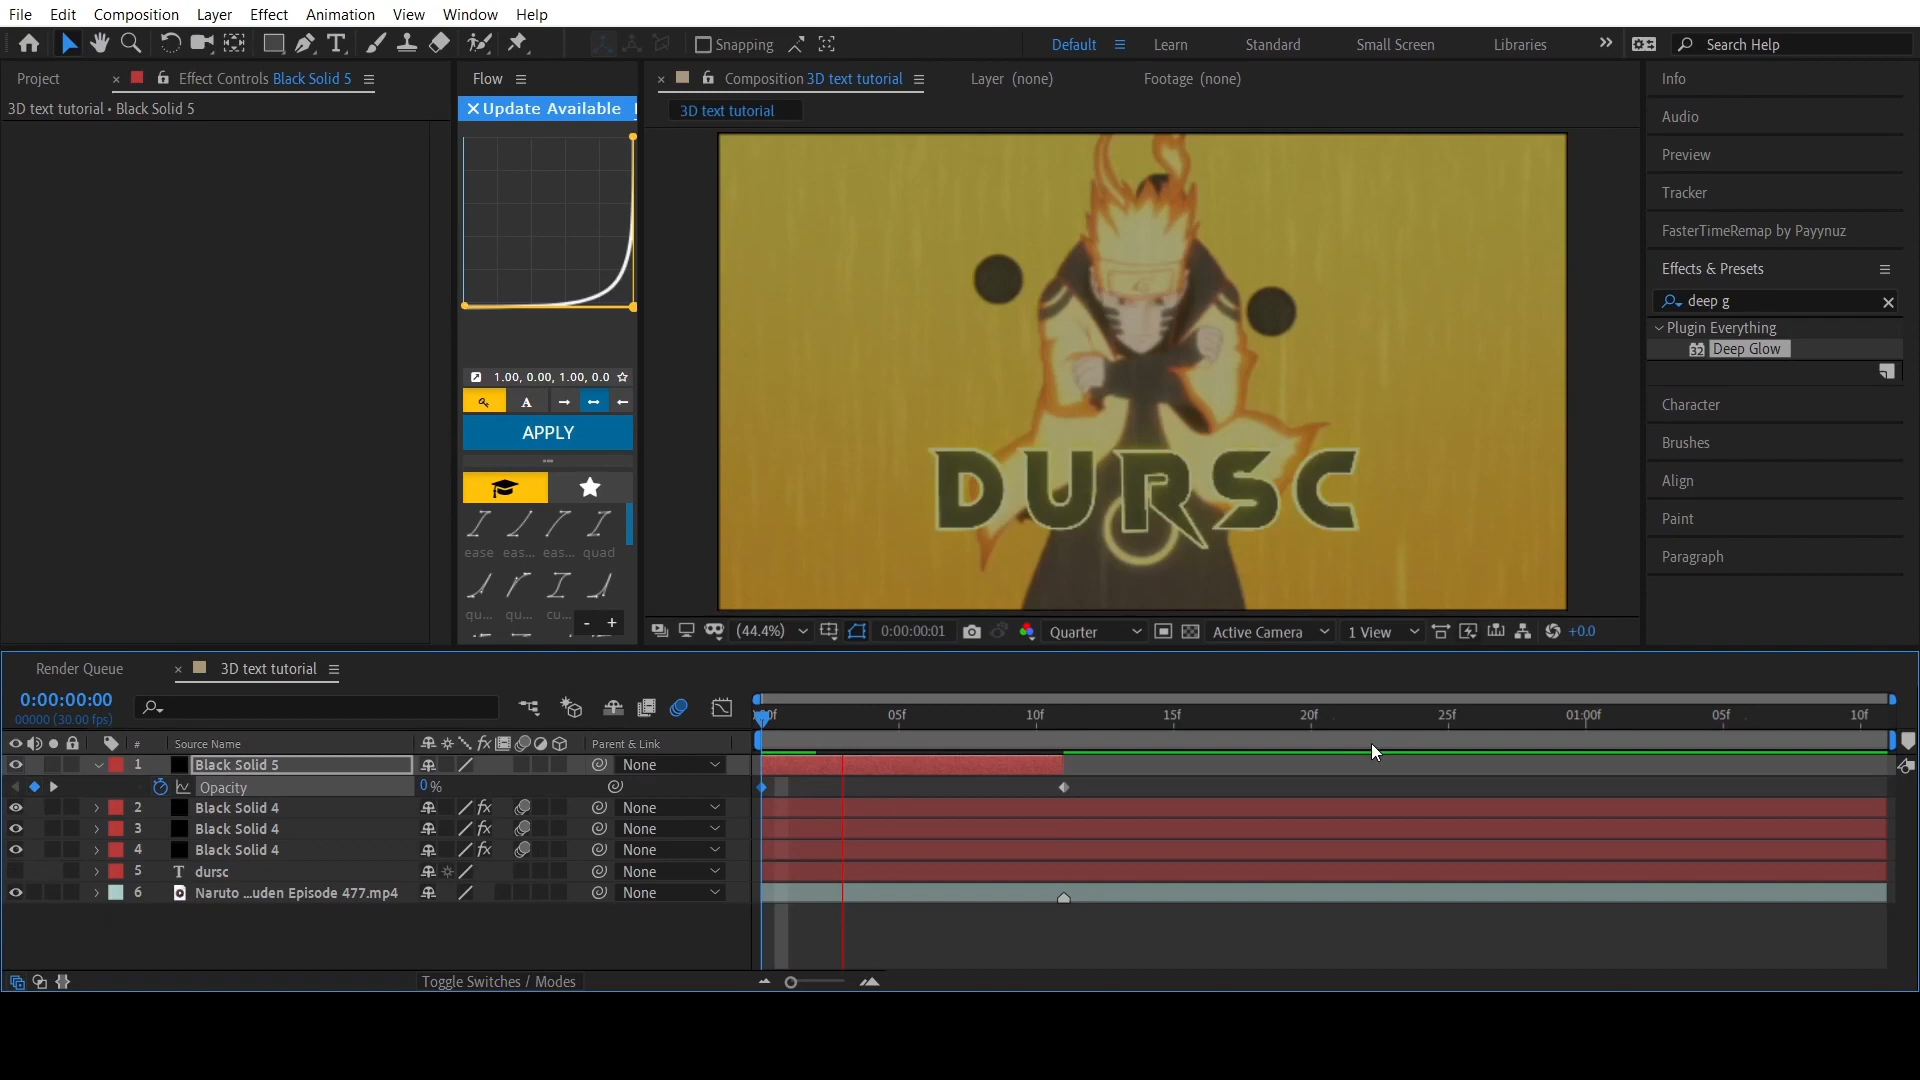 File Edit Composition Layer Effect Animation View Window Help
Snapping Default Learn Standard Small Screen Libraries Search Help
Project Effect Controls Black Solid 5
3D text tutorial • Black Solid 5
Flow
Update Available
1.00, 0.00, 1.00, 0.0
A
APPLY
ease eas... eas... quad
qu... qu... cu...
- +
Composition 3D text tutorial Layer (none) Footage (none)
3D text tutorial
DURSC
(44.4%) 0:00:00:01 Quarter Active Camera 1 View +0.0
Info
Audio
Preview
Tracker
FasterTimeRemap by Payynuz
Effects & Presets
deep g
Plugin Everything
32 Deep Glow
Character
Brushes
Align
Paint
Paragraph
Render Queue 3D text tutorial
0:00:00:00
00000 (30.00 fps)
05f 10f 15f 20f 25f 01:00f 05f 10f
# Source Name fx Parent & Link
1 Black Solid 5 None
Opacity 0 %
2 Black Solid 4 fx None
3 Black Solid 4 fx None
4 Black Solid 4 fx None
5 T dursc None
6 Naruto ...uden Episode 477.mp4 None
Toggle Switches / Modes